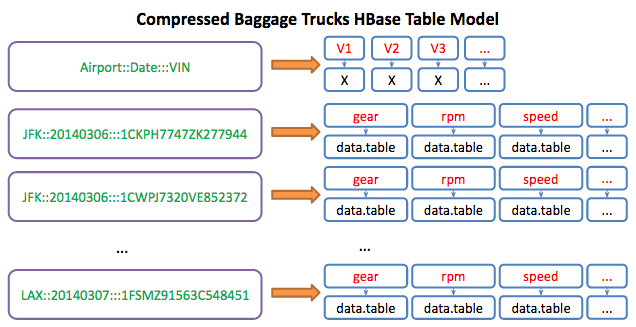 Compressed Baggage Trucks HBase Table Model
Airport::Date:::VIN
V1 V2 V3 ...
X X X ...
JFK::20140306:::1CKPH7747ZK277944
gear rpm speed ...
data.table data.table data.table ...
JFK::20140306:::1CWPJ7320VE852372
gear rpm speed ...
data.table data.table data.table ...
... ...
LAX::20140307:::1FSMZ91563C548451
gear rpm speed ...
data.table data.table data.table ...